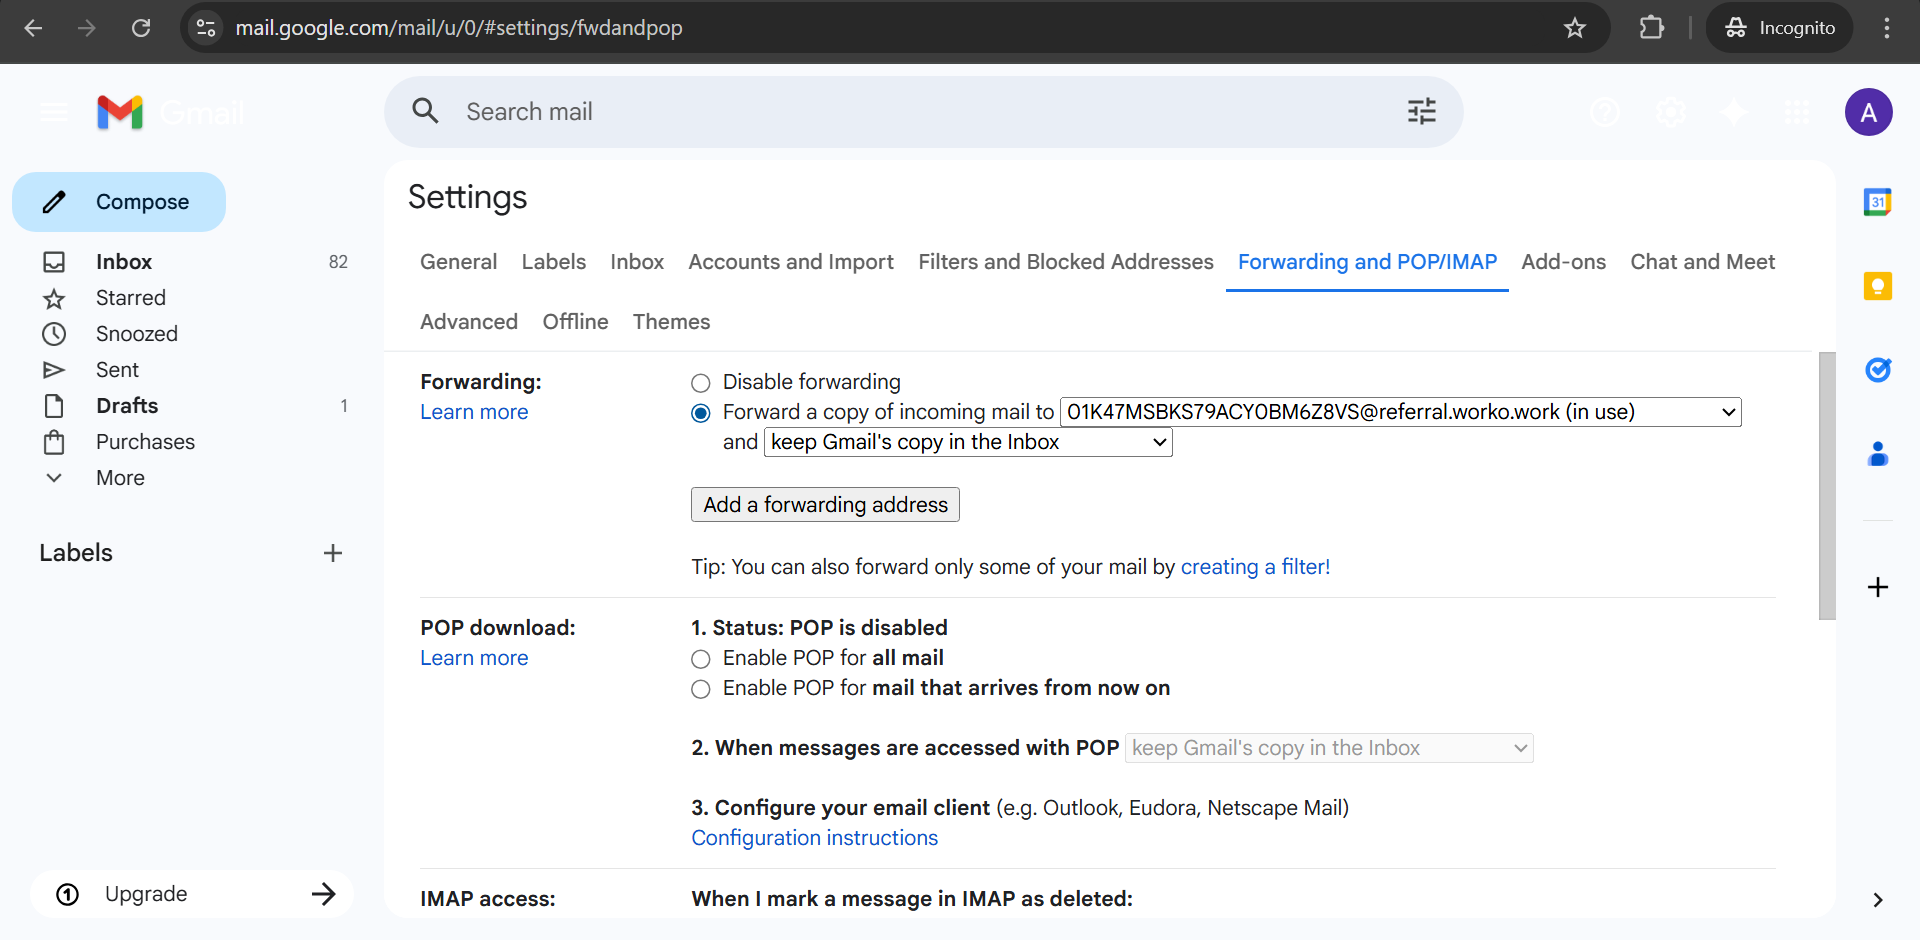 mail.google.com/mail/u/0/#settings/fwdandpop
Incognito
Gmail
Search mail
A
Compose
Inbox 82
Starred
Snoozed
Sent
Drafts 1
Purchases
More
Labels
Upgrade
Settings
General Labels Inbox Accounts and Import Filters and Blocked Addresses Forwarding and POP/IMAP Add-ons Chat and Meet
Advanced Offline Themes
Forwarding:
Learn more
Disable forwarding
Forward a copy of incoming mail to 01K47MSBKS79ACY0BM6Z8VS@referral.worko.work (in use)
and keep Gmail's copy in the Inbox
Add a forwarding address
Tip: You can also forward only some of your mail by creating a filter!
POP download:
Learn more
1. Status: POP is disabled
Enable POP for all mail
Enable POP for mail that arrives from now on
2. When messages are accessed with POP keep Gmail's copy in the Inbox
3. Configure your email client (e.g. Outlook, Eudora, Netscape Mail)
Configuration instructions
IMAP access:
When I mark a message in IMAP as deleted:
31